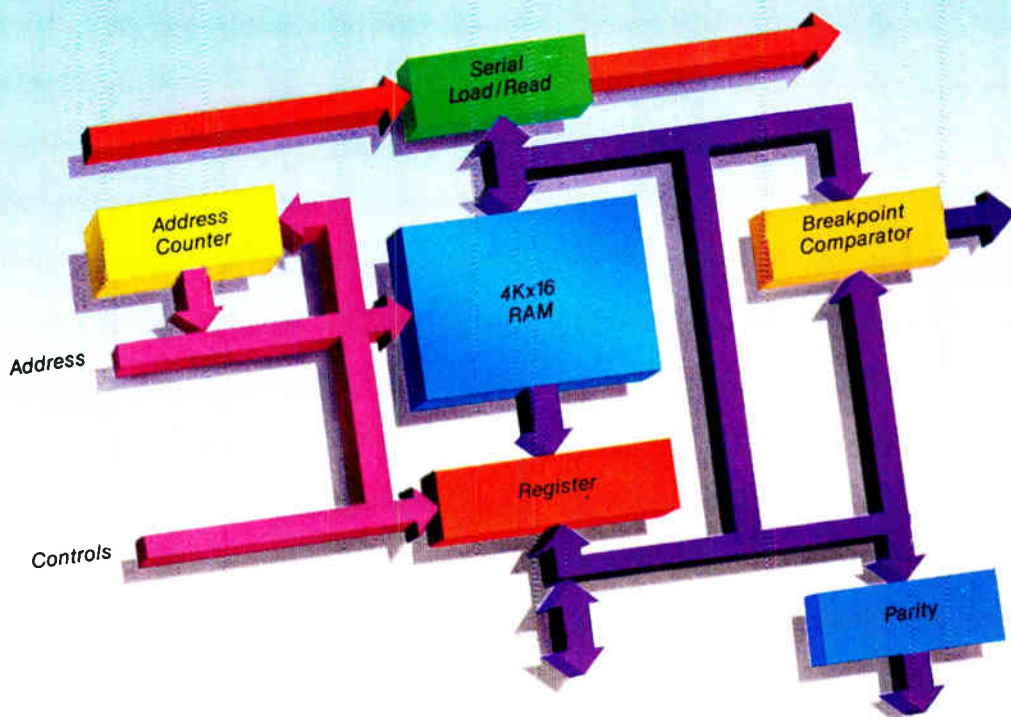 Serial
Load/Read
Address
Counter
Breakpoint
Comparator
4Kx16
RAM
Address
Register
Controls
Parity